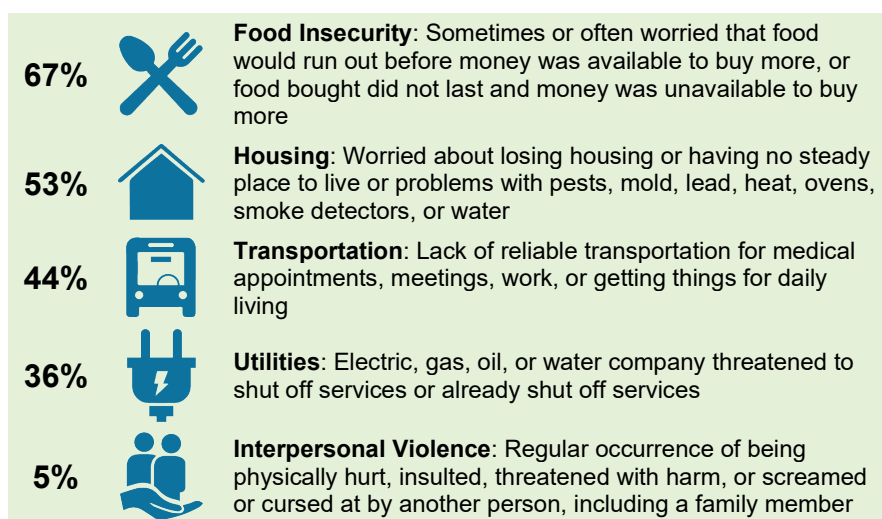 67%
Food Insecurity: Sometimes or often worried that food
would run out before money was available to buy more, or
food bought did not last and money was unavailable to buy
more
53%
Housing: Worried about losing housing or having no steady
place to live or problems with pests, mold, lead, heat, ovens,
smoke detectors, or water
44%
Transportation: Lack of reliable transportation for medical
appointments, meetings, work, or getting things for daily
living
36%
Utilities: Electric, gas, oil, or water company threatened to
shut off services or already shut off services
5%
Interpersonal Violence: Regular occurrence of being
physically hurt, insulted, threatened with harm, or screamed
or cursed at by another person, including a family member